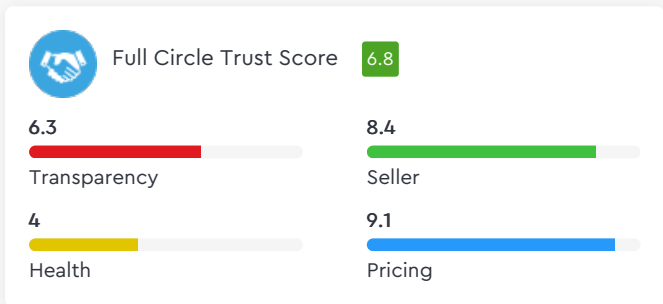 Full Circle Trust Score 6.8
6.3
Transparency
8.4
Seller
4
Health
9.1
Pricing